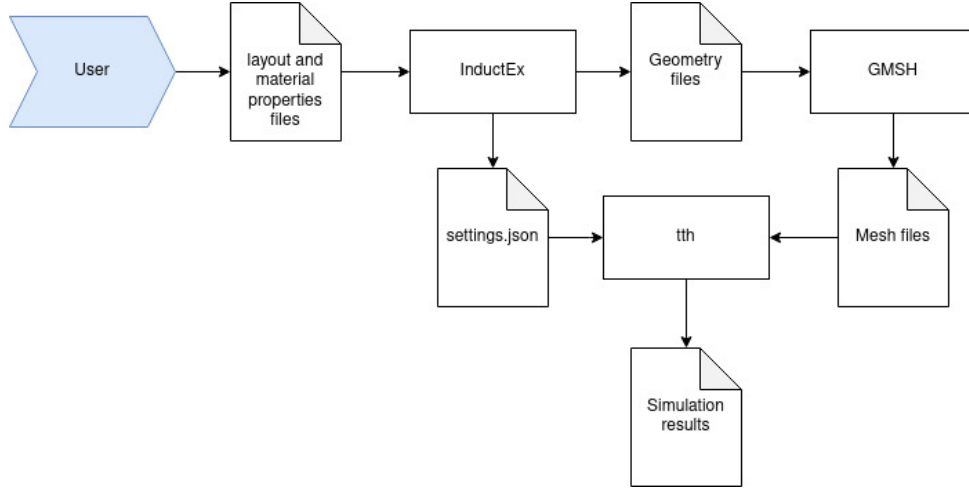 User
layout and
material
properties
files
InductEx
Geometry
files
GMSH
settings.json
tth
Mesh files
Simulation
results